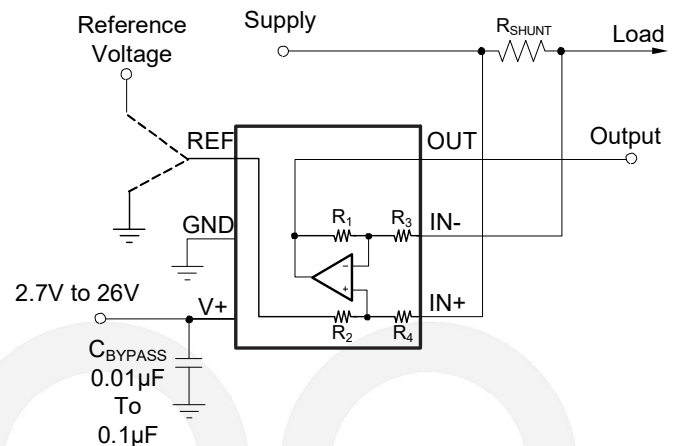 Reference
Voltage
Supply
RSHUNT
Load
REF
OUT
Output
GND
R1
R3
IN-
−
+
2.7V to 26V
V+
IN+
R2
R4
CBYPASS
0.01µF
To
0.1µF